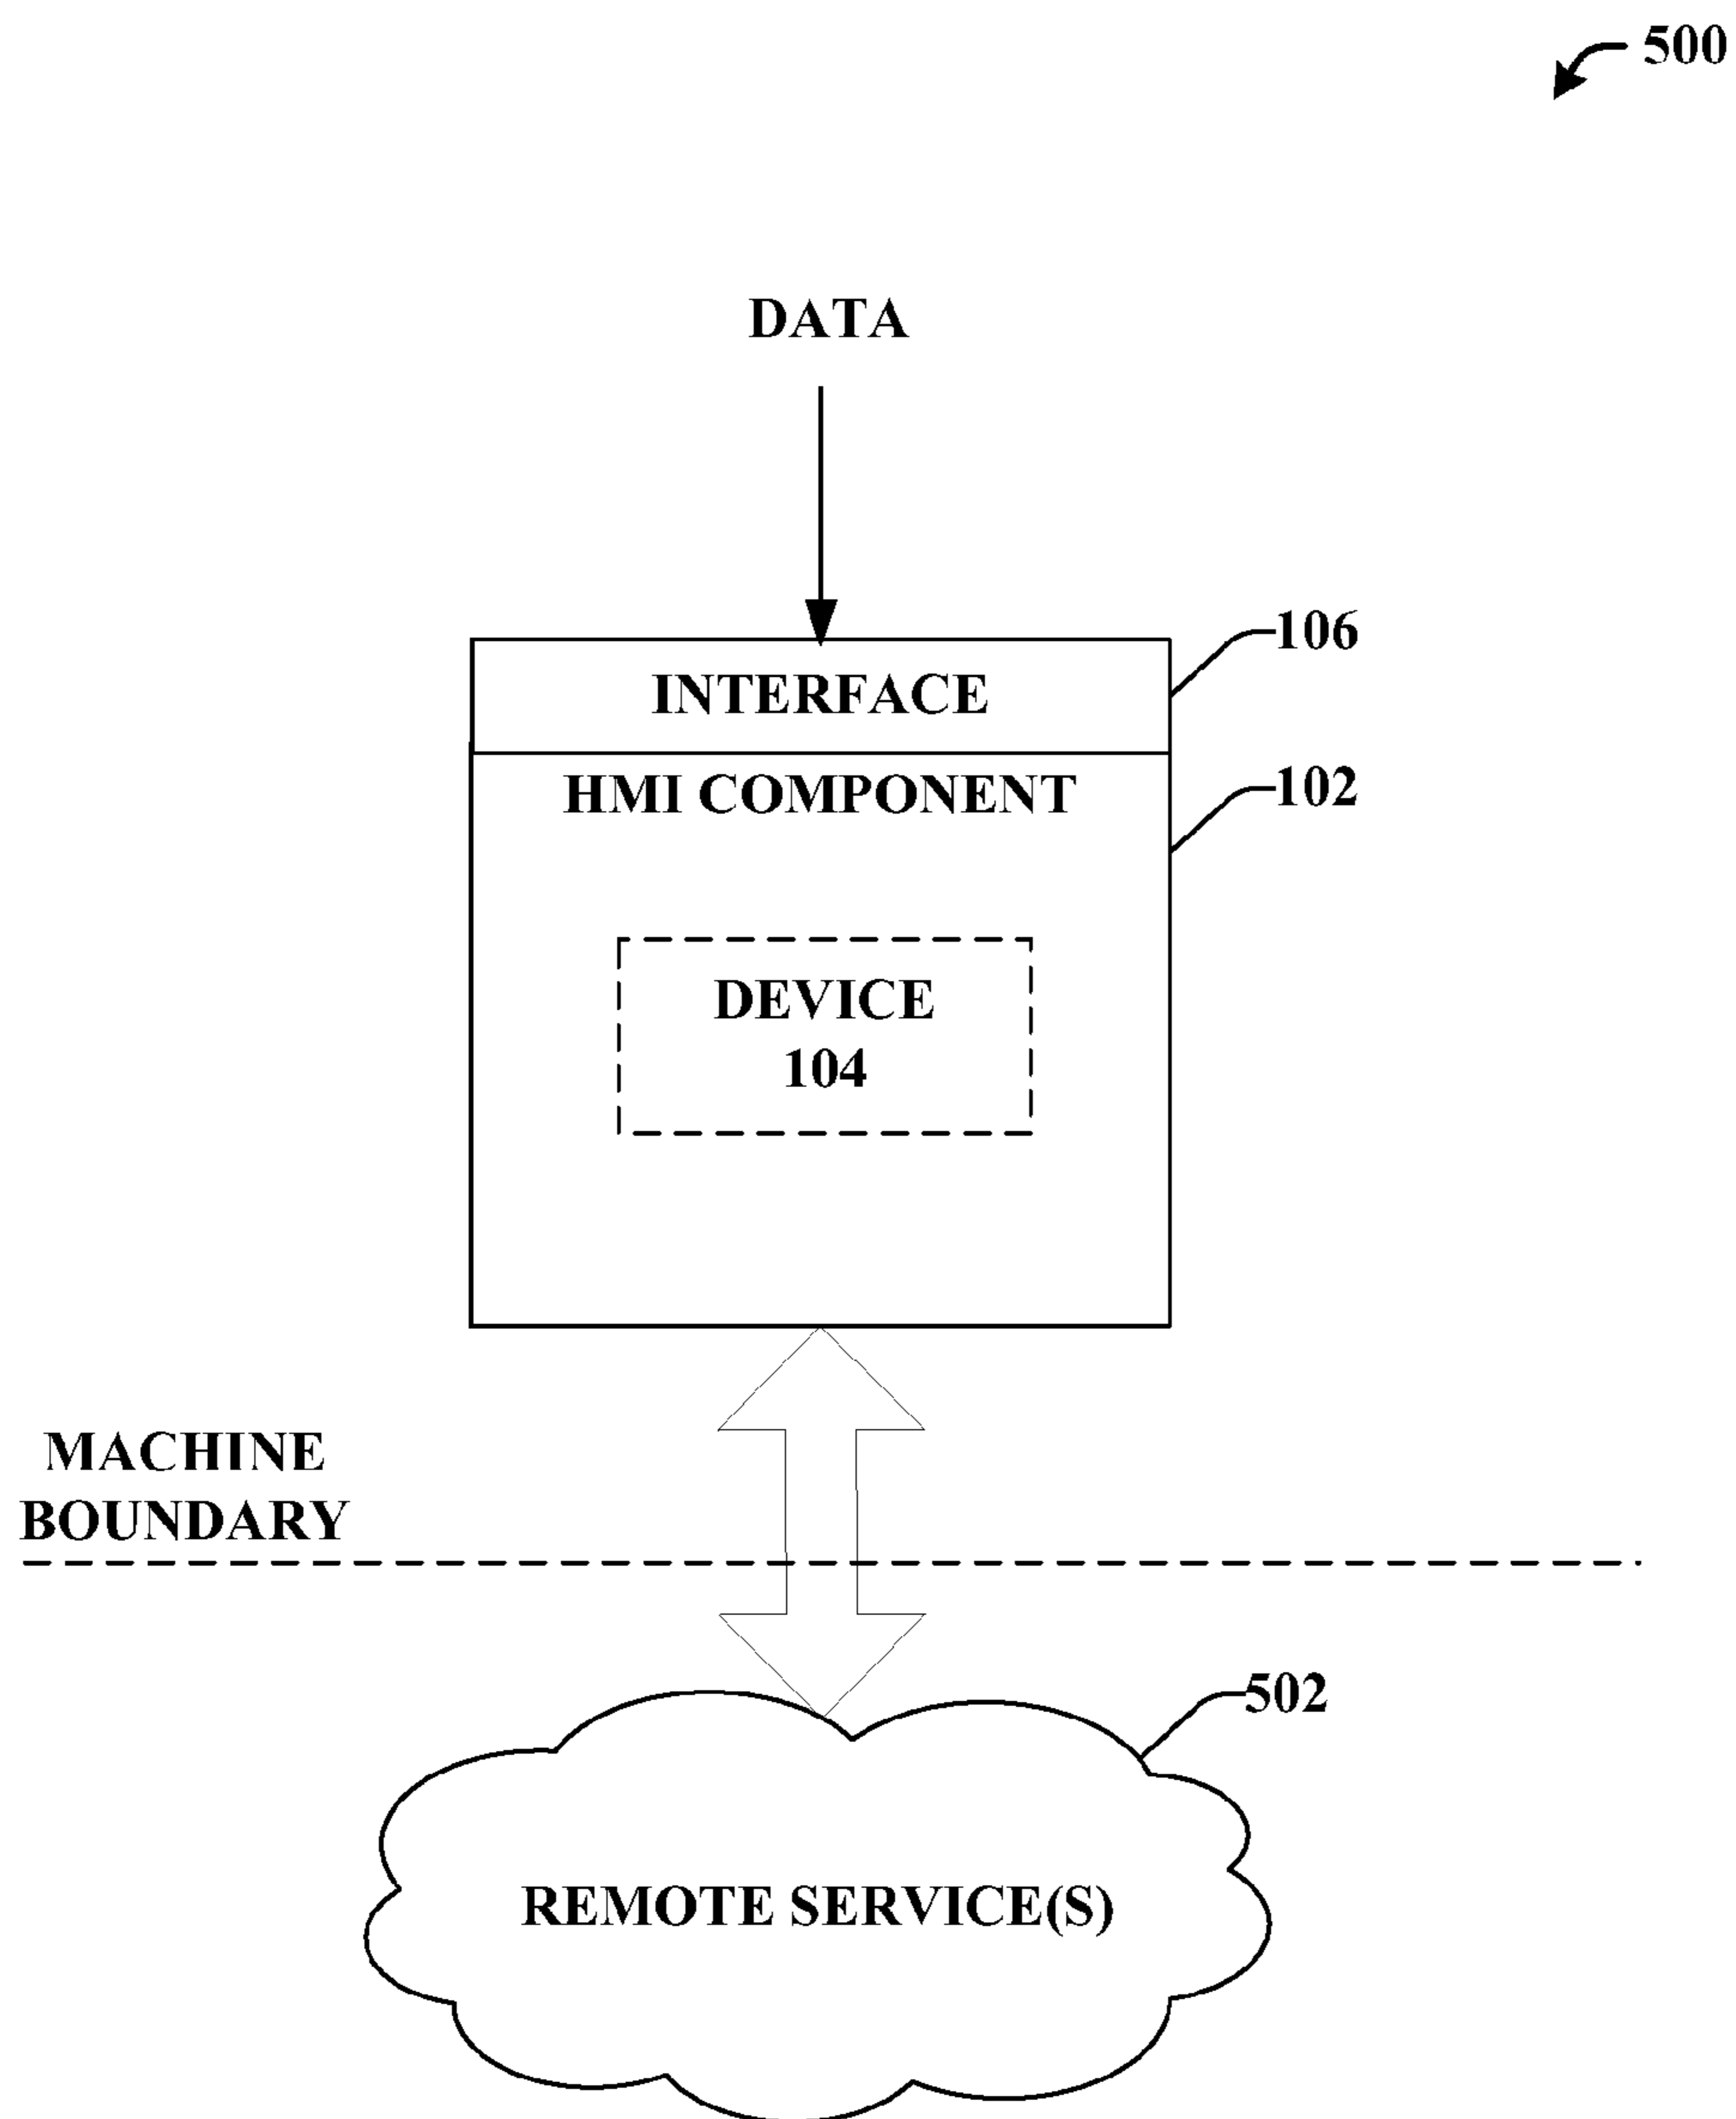 500
DATA
INTERFACE
106
HMI COMPONENT
102
DEVICE
104
MACHINE
BOUNDARY
502
REMOTE SERVICE(S)